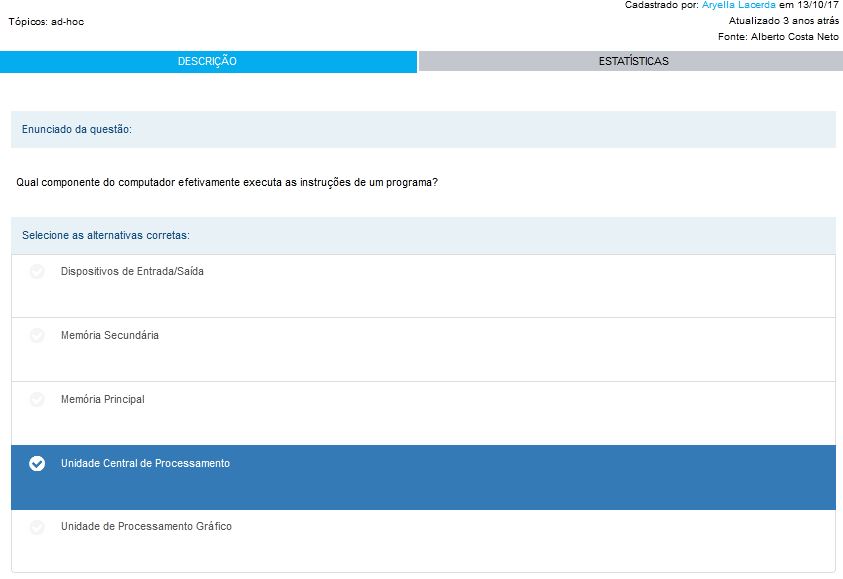 Cadastrado por: Aryella Lacerda em 13/10/17
Tópicos: ad-hoc
Atualizado 3 anos atrás
Fonte: Alberto Costa Neto
DESCRIÇÃO
ESTATÍSTICAS
Enunciado da questão:
Qual componente do computador efetivamente executa as instruções de um programa?
Selecione as alternativas corretas:
Dispositivos de Entrada/Saída
Memória Secundária
Memória Principal
Unidade Central de Processamento
Unidade de Processamento Gráfico